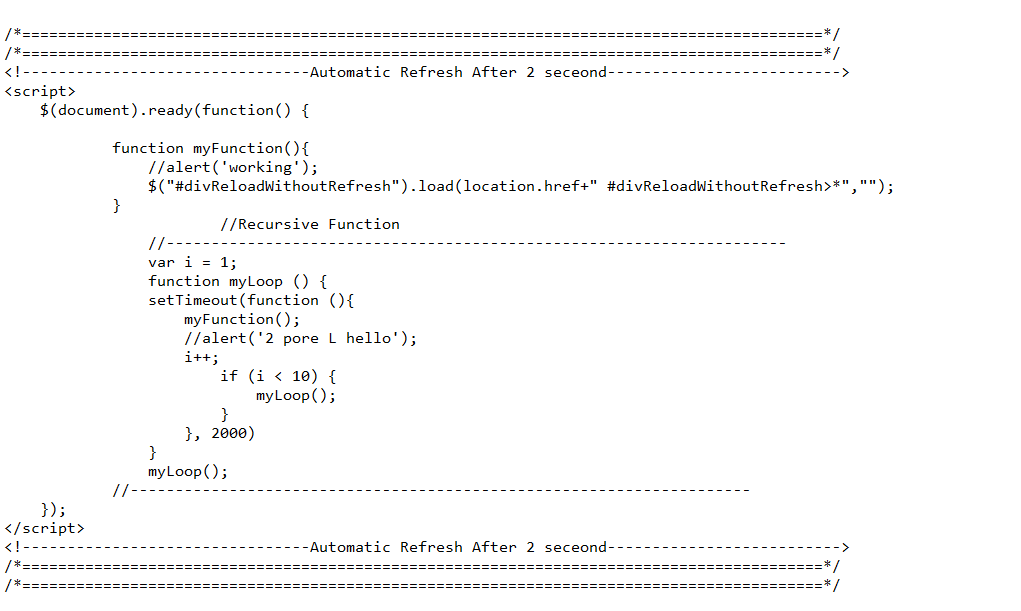 /*=========================================================================================*/
/*=========================================================================================*/
<!--------------------------------Automatic Refresh After 2 seceond-------------------------->
<script>
    $(document).ready(function() {

            function myFunction(){
                //alert('working');
                $("#divReloadWithoutRefresh").load(location.href+" #divReloadWithoutRefresh>*","");
            }
                        //Recursive Function
                //---------------------------------------------------------------------
                var i = 1;
                function myLoop () {
                setTimeout(function (){
                    myFunction();
                    //alert('2 pore L hello');
                    i++;
                        if (i < 10) {
                            myLoop();
                        }
                    }, 2000)
                }
                myLoop();
            //---------------------------------------------------------------------
    });
</script>
<!--------------------------------Automatic Refresh After 2 seceond-------------------------->
/*=========================================================================================*/
/*=========================================================================================*/